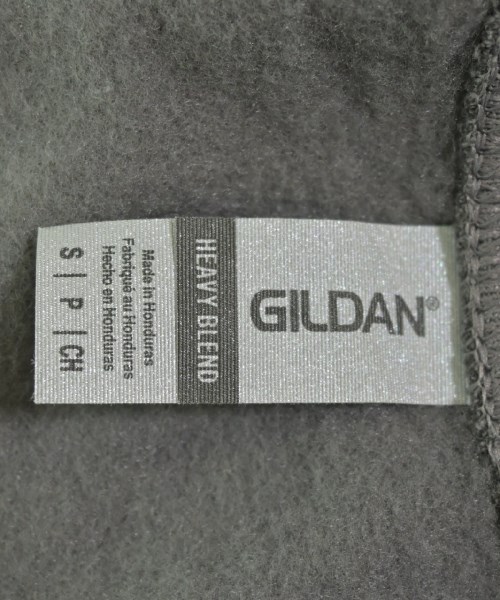 GILDAN®
HEAVY BLEND
Made in Honduras
Fabriqué au Honduras
Hecho en Honduras
S | P | CH